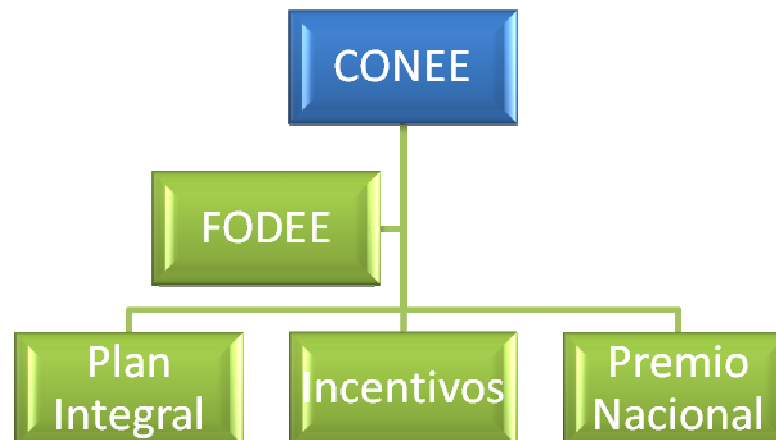 CONEE
FODEE
Plan
Integral
Incentivos
Premio
Nacional